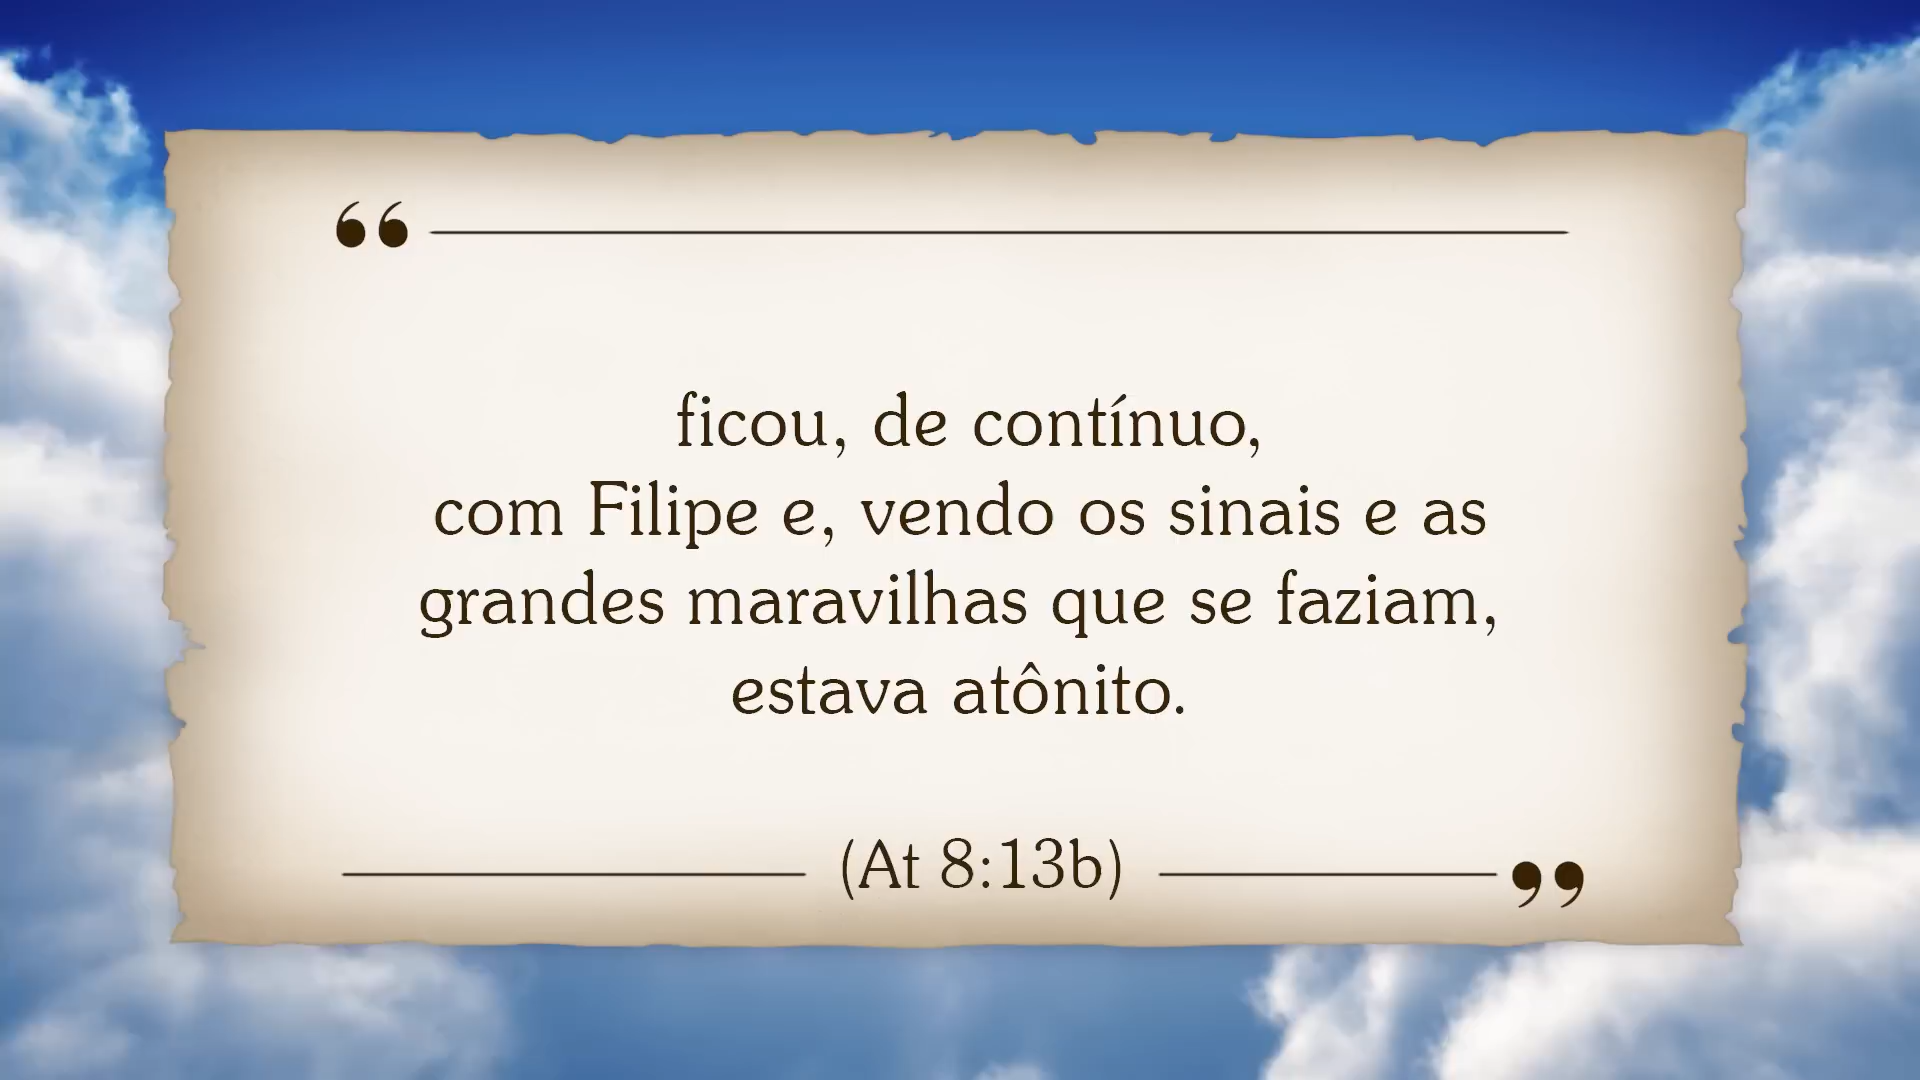 “
ficou, de contínuo,
com Filipe e, vendo os sinais e as
grandes maravilhas que se faziam,
estava atônito.
(At 8:13b)
”